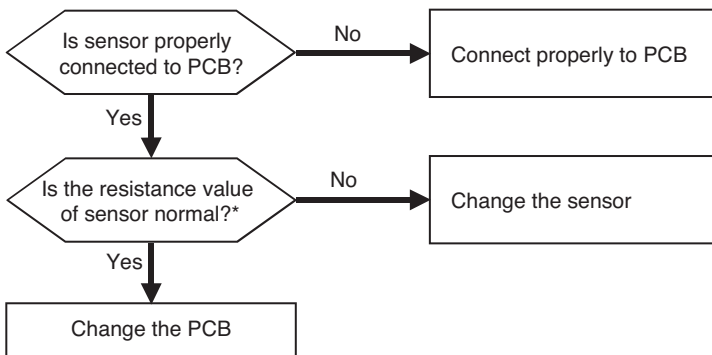 Is sensor properly
connected to PCB?
No
Connect properly to PCB
Yes
Is the resistance value
of sensor normal?*
No
Change the sensor
Yes
Change the PCB